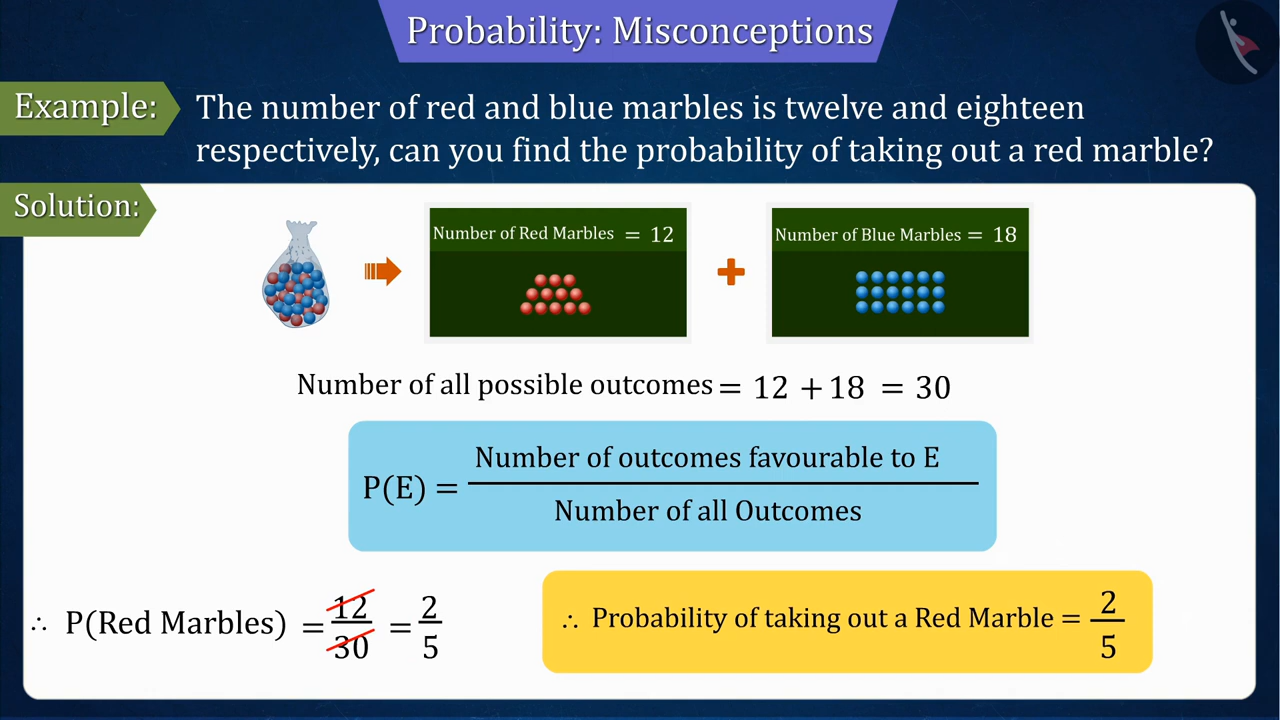 Probability: Misconceptions
Example:
The number of red and blue marbles is twelve and eighteen
respectively, can you find the probability of taking out a red marble?
Solution:
Number of Red Marbles = 12
+
Number of Blue Marbles = 18
Number of all possible outcomes = 12 + 18 = 30
P(E) =
Number of outcomes favourable to E
Number of all Outcomes
∴ P(Red Marbles) = 12/30 = 2/5
∴ Probability of taking out a Red Marble = 2/5